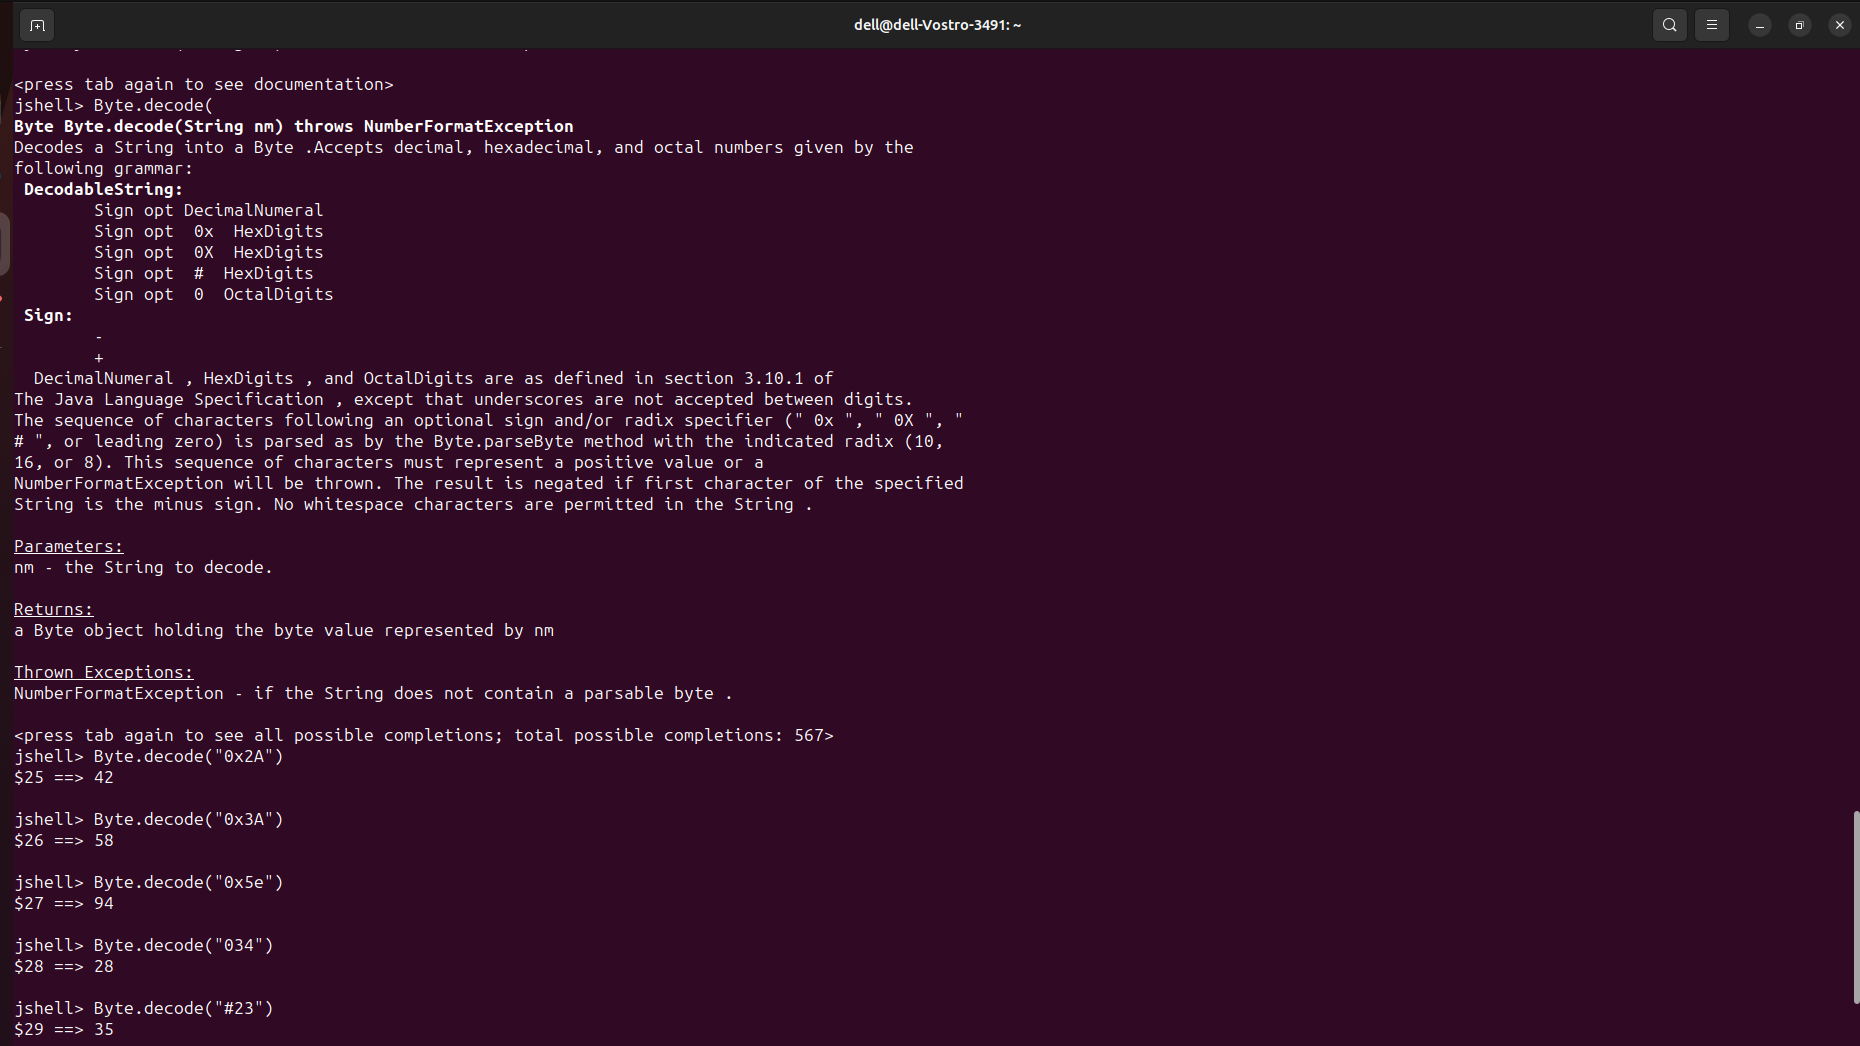 dell@dell-Vostro-3491: ~
<press tab again to see documentation>
jshell> Byte.decode(
Byte Byte.decode(String nm) throws NumberFormatException
Decodes a String into a Byte .Accepts decimal, hexadecimal, and octal numbers given by the
following grammar:
DecodableString:
Sign opt DecimalNumeral
Sign opt  0x  HexDigits
Sign opt  0X  HexDigits
Sign opt  #  HexDigits
Sign opt  0  OctalDigits
Sign:
-
+
DecimalNumeral , HexDigits , and OctalDigits are as defined in section 3.10.1 of
The Java Language Specification , except that underscores are not accepted between digits.
The sequence of characters following an optional sign and/or radix specifier (" 0x ", " 0X ", "
# ", or leading zero) is parsed as by the Byte.parseByte method with the indicated radix (10,
16, or 8). This sequence of characters must represent a positive value or a
NumberFormatException will be thrown. The result is negated if first character of the specified
String is the minus sign. No whitespace characters are permitted in the String .
Parameters:
nm - the String to decode.
Returns:
a Byte object holding the byte value represented by nm
Thrown Exceptions:
NumberFormatException - if the String does not contain a parsable byte .
<press tab again to see all possible completions; total possible completions: 567>
jshell> Byte.decode("0x2A")
$25 ==> 42
jshell> Byte.decode("0x3A")
$26 ==> 58
jshell> Byte.decode("0x5e")
$27 ==> 94
jshell> Byte.decode("034")
$28 ==> 28
jshell> Byte.decode("#23")
$29 ==> 35